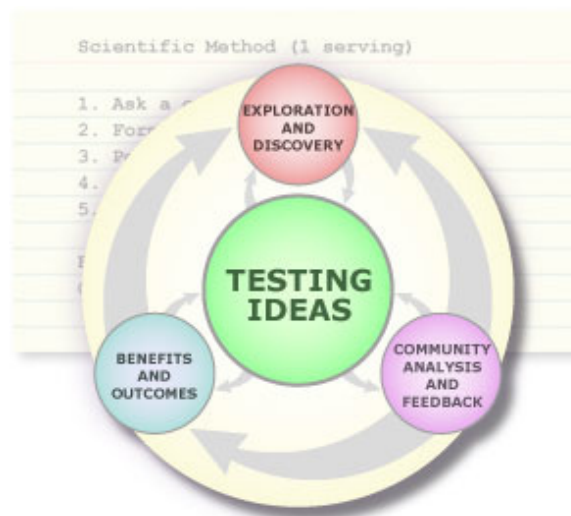 Scientific Method (1 serving)
1. Ask a
2.
3.
4.
5.
EXPLORATION
AND
DISCOVERY
TESTING
IDEAS
BENEFITS
AND
OUTCOMES
COMMUNITY
ANALYSIS
AND
FEEDBACK